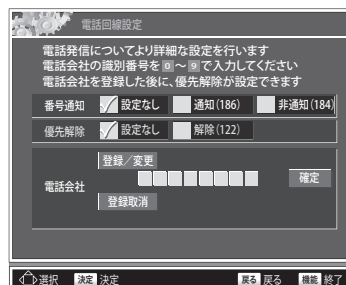 電話回線設定
電話発信についてより詳細な設定を行います
電話会社の識別番号を 0 ～ 9 で入力してください
電話会社を登録した後に、優先解除が設定できます
番号通知 設定なし 通知(186) 非通知(184)
優先解除 設定なし 解除(122)
登録／変更
電話会社 確定
登録取消
選択 決定 決定 戻る 戻る 機能 終了